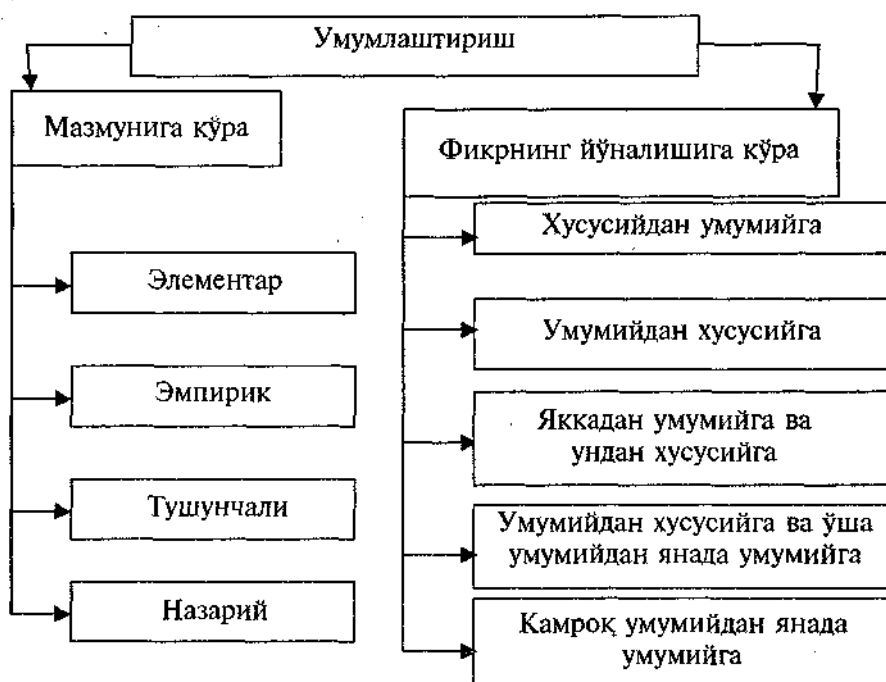 Умумлаштириш
Мазмунига кўра
Элементар
Эмпирик
Тушунчали
Назарий
Фикрнинг йўналишига кўра
Хусусийдан умумийга
Умумийдан хусусийга
Яккадан умумийга ва
ундан хусусийга
Умумийдан хусусийга ва ўша
умумийдан янада умумийга
Камроқ умумийдан янада
умумийга